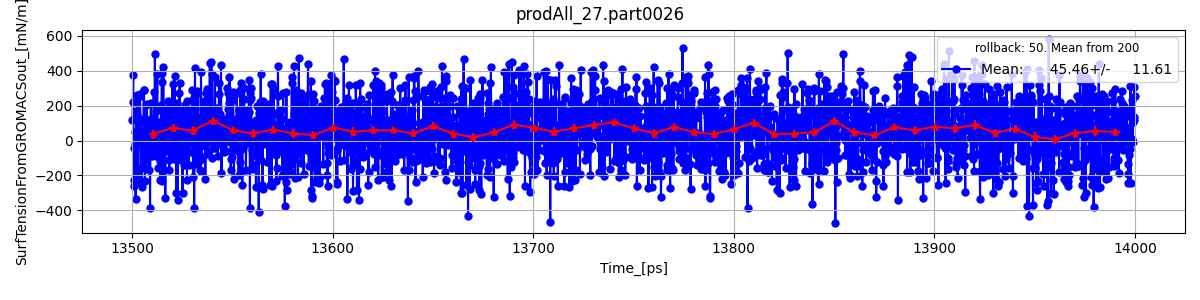 prodAll_27.part0026
SurfTensionFromGROMACSout_[mN/m]
600
400
200
0
−200
−400
rollback: 50. Mean from 200
Mean: 45.46+/- 11.61
13500
13600
13700
13800
13900
14000
Time_[ps]